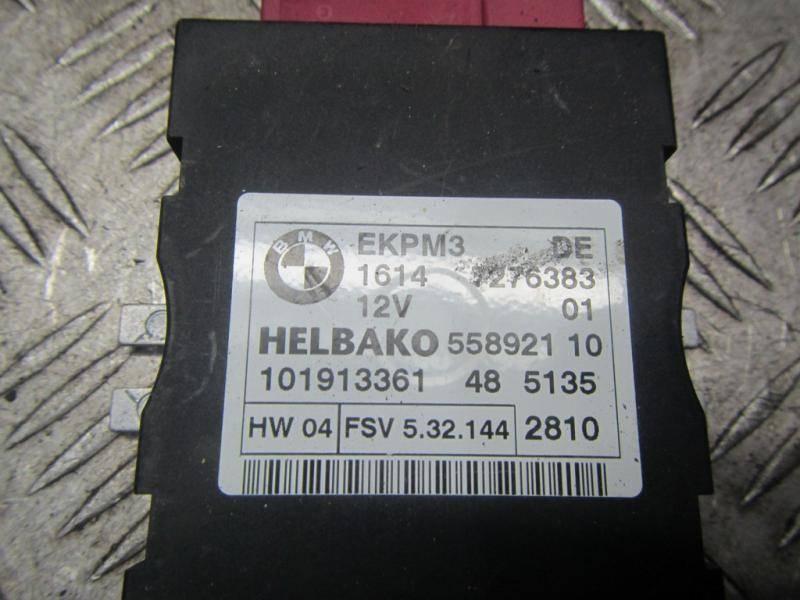 BMW
EKPM3 DE
1614 7276383
12V 01
HELBAKO 558921 10
101913361 48 5135
HW 04 FSV 5.32.144 2810